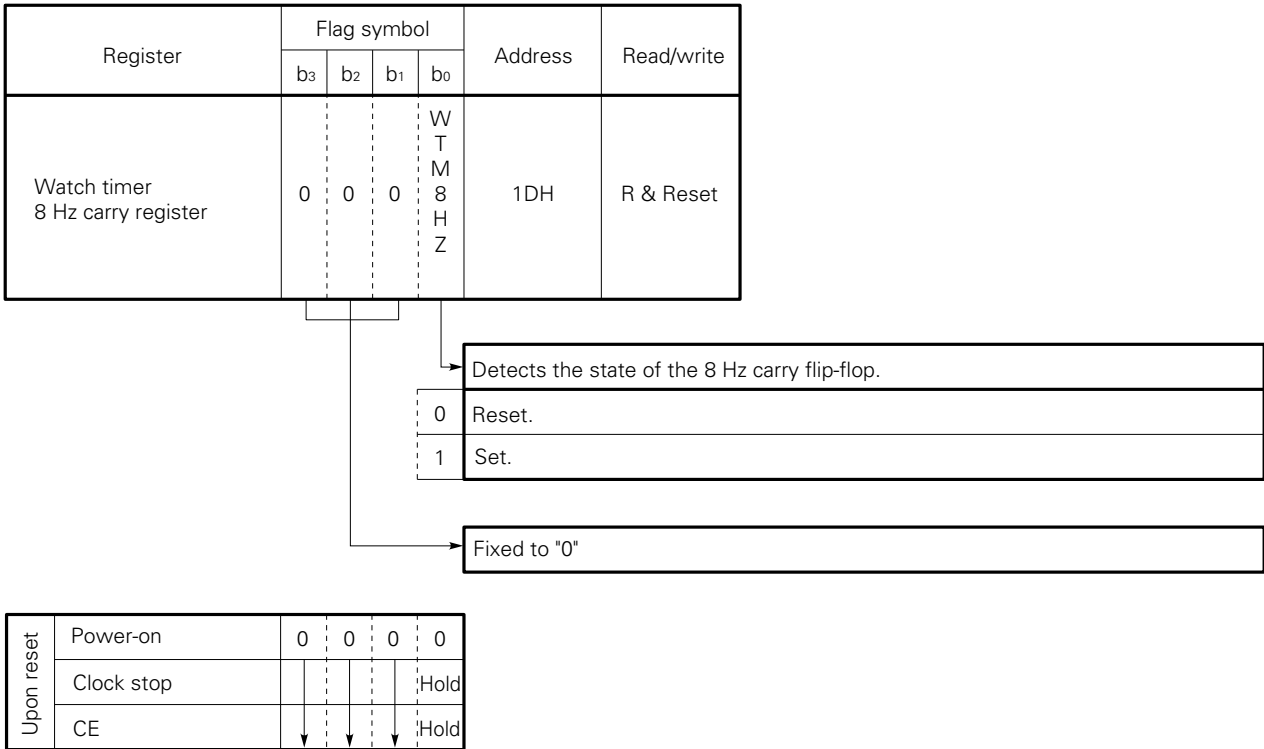 Register
Flag symbol
Address
Read/write
b3 b2 b1 b0
Watch timer
8 Hz carry register
0 0 0
W
T
M
8
H
Z
1DH
R & Reset
Detects the state of the 8 Hz carry flip-flop.
0 Reset.
1 Set.
Fixed to "0"
Upon reset
Power-on 0 0 0 0
Clock stop Hold
CE Hold